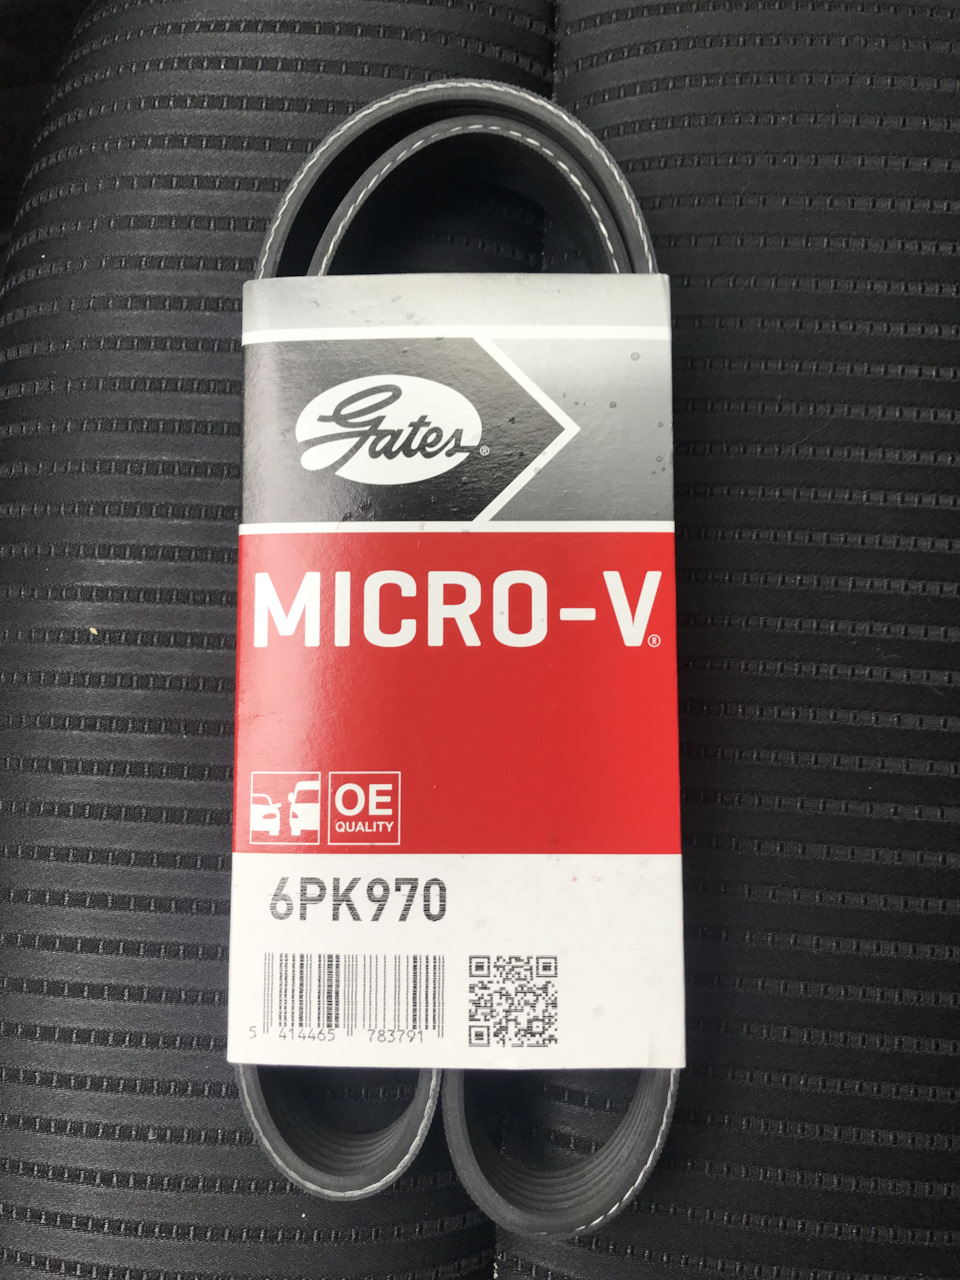 Gates®
MICRO-V®
OE
QUALITY
6PK970
5 414465 783791